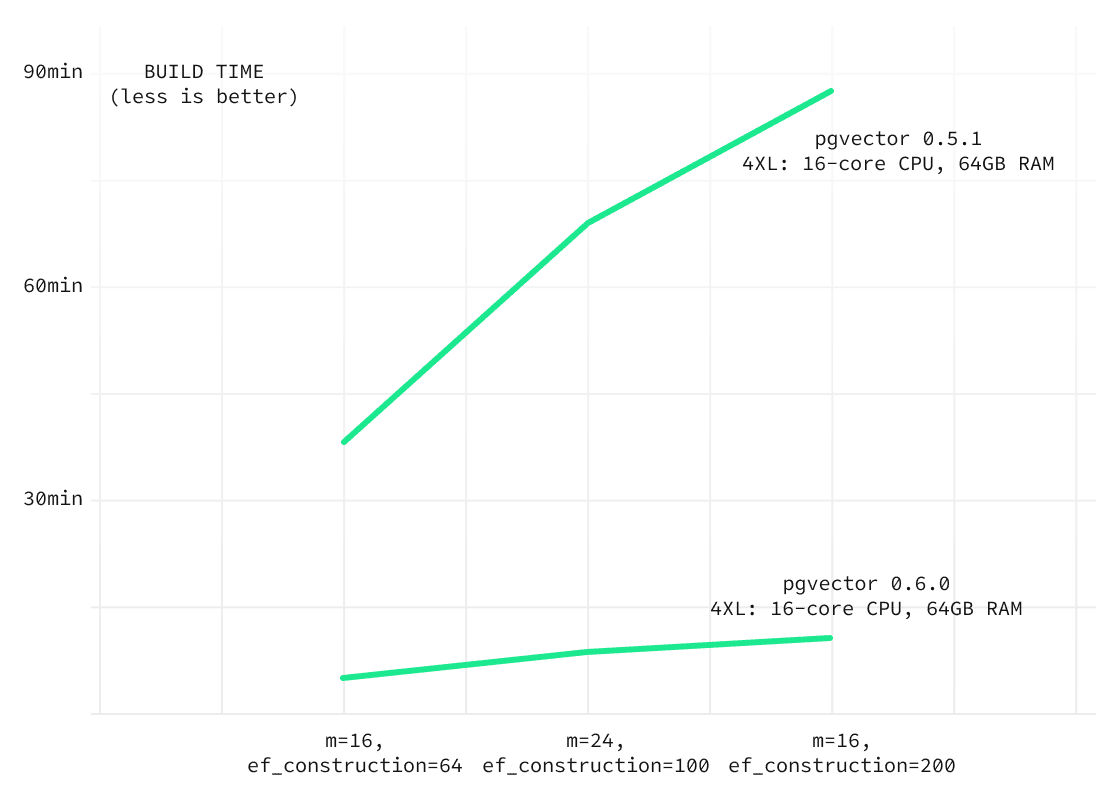 90min
BUILD TIME
(less is better)
pgvector 0.5.1
4XL: 16-core CPU, 64GB RAM
60min
30min
pgvector 0.6.0
4XL: 16-core CPU, 64GB RAM
m=16,
ef_construction=64
m=24,
ef_construction=100
m=16,
ef_construction=200